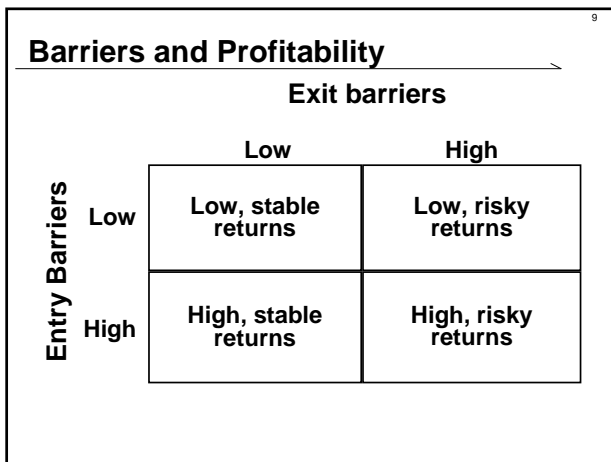 9
Barriers and Profitability
Exit barriers
Low High
Entry Barriers
Low
Low, stable
returns
Low, risky
returns
High
High, stable
returns
High, risky
returns